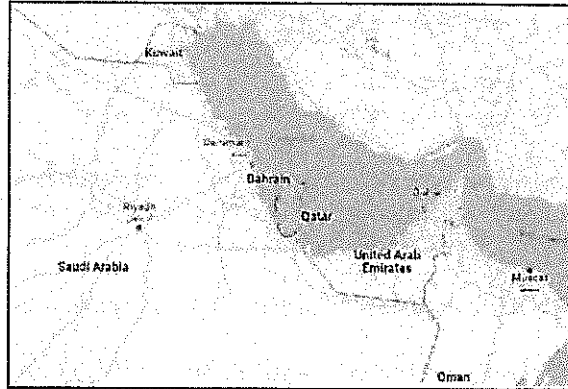 Kuwait
Bahrain
Riyadh
Qatar
Saudi Arabia
United Arab
Emirates
Muscat
Oman